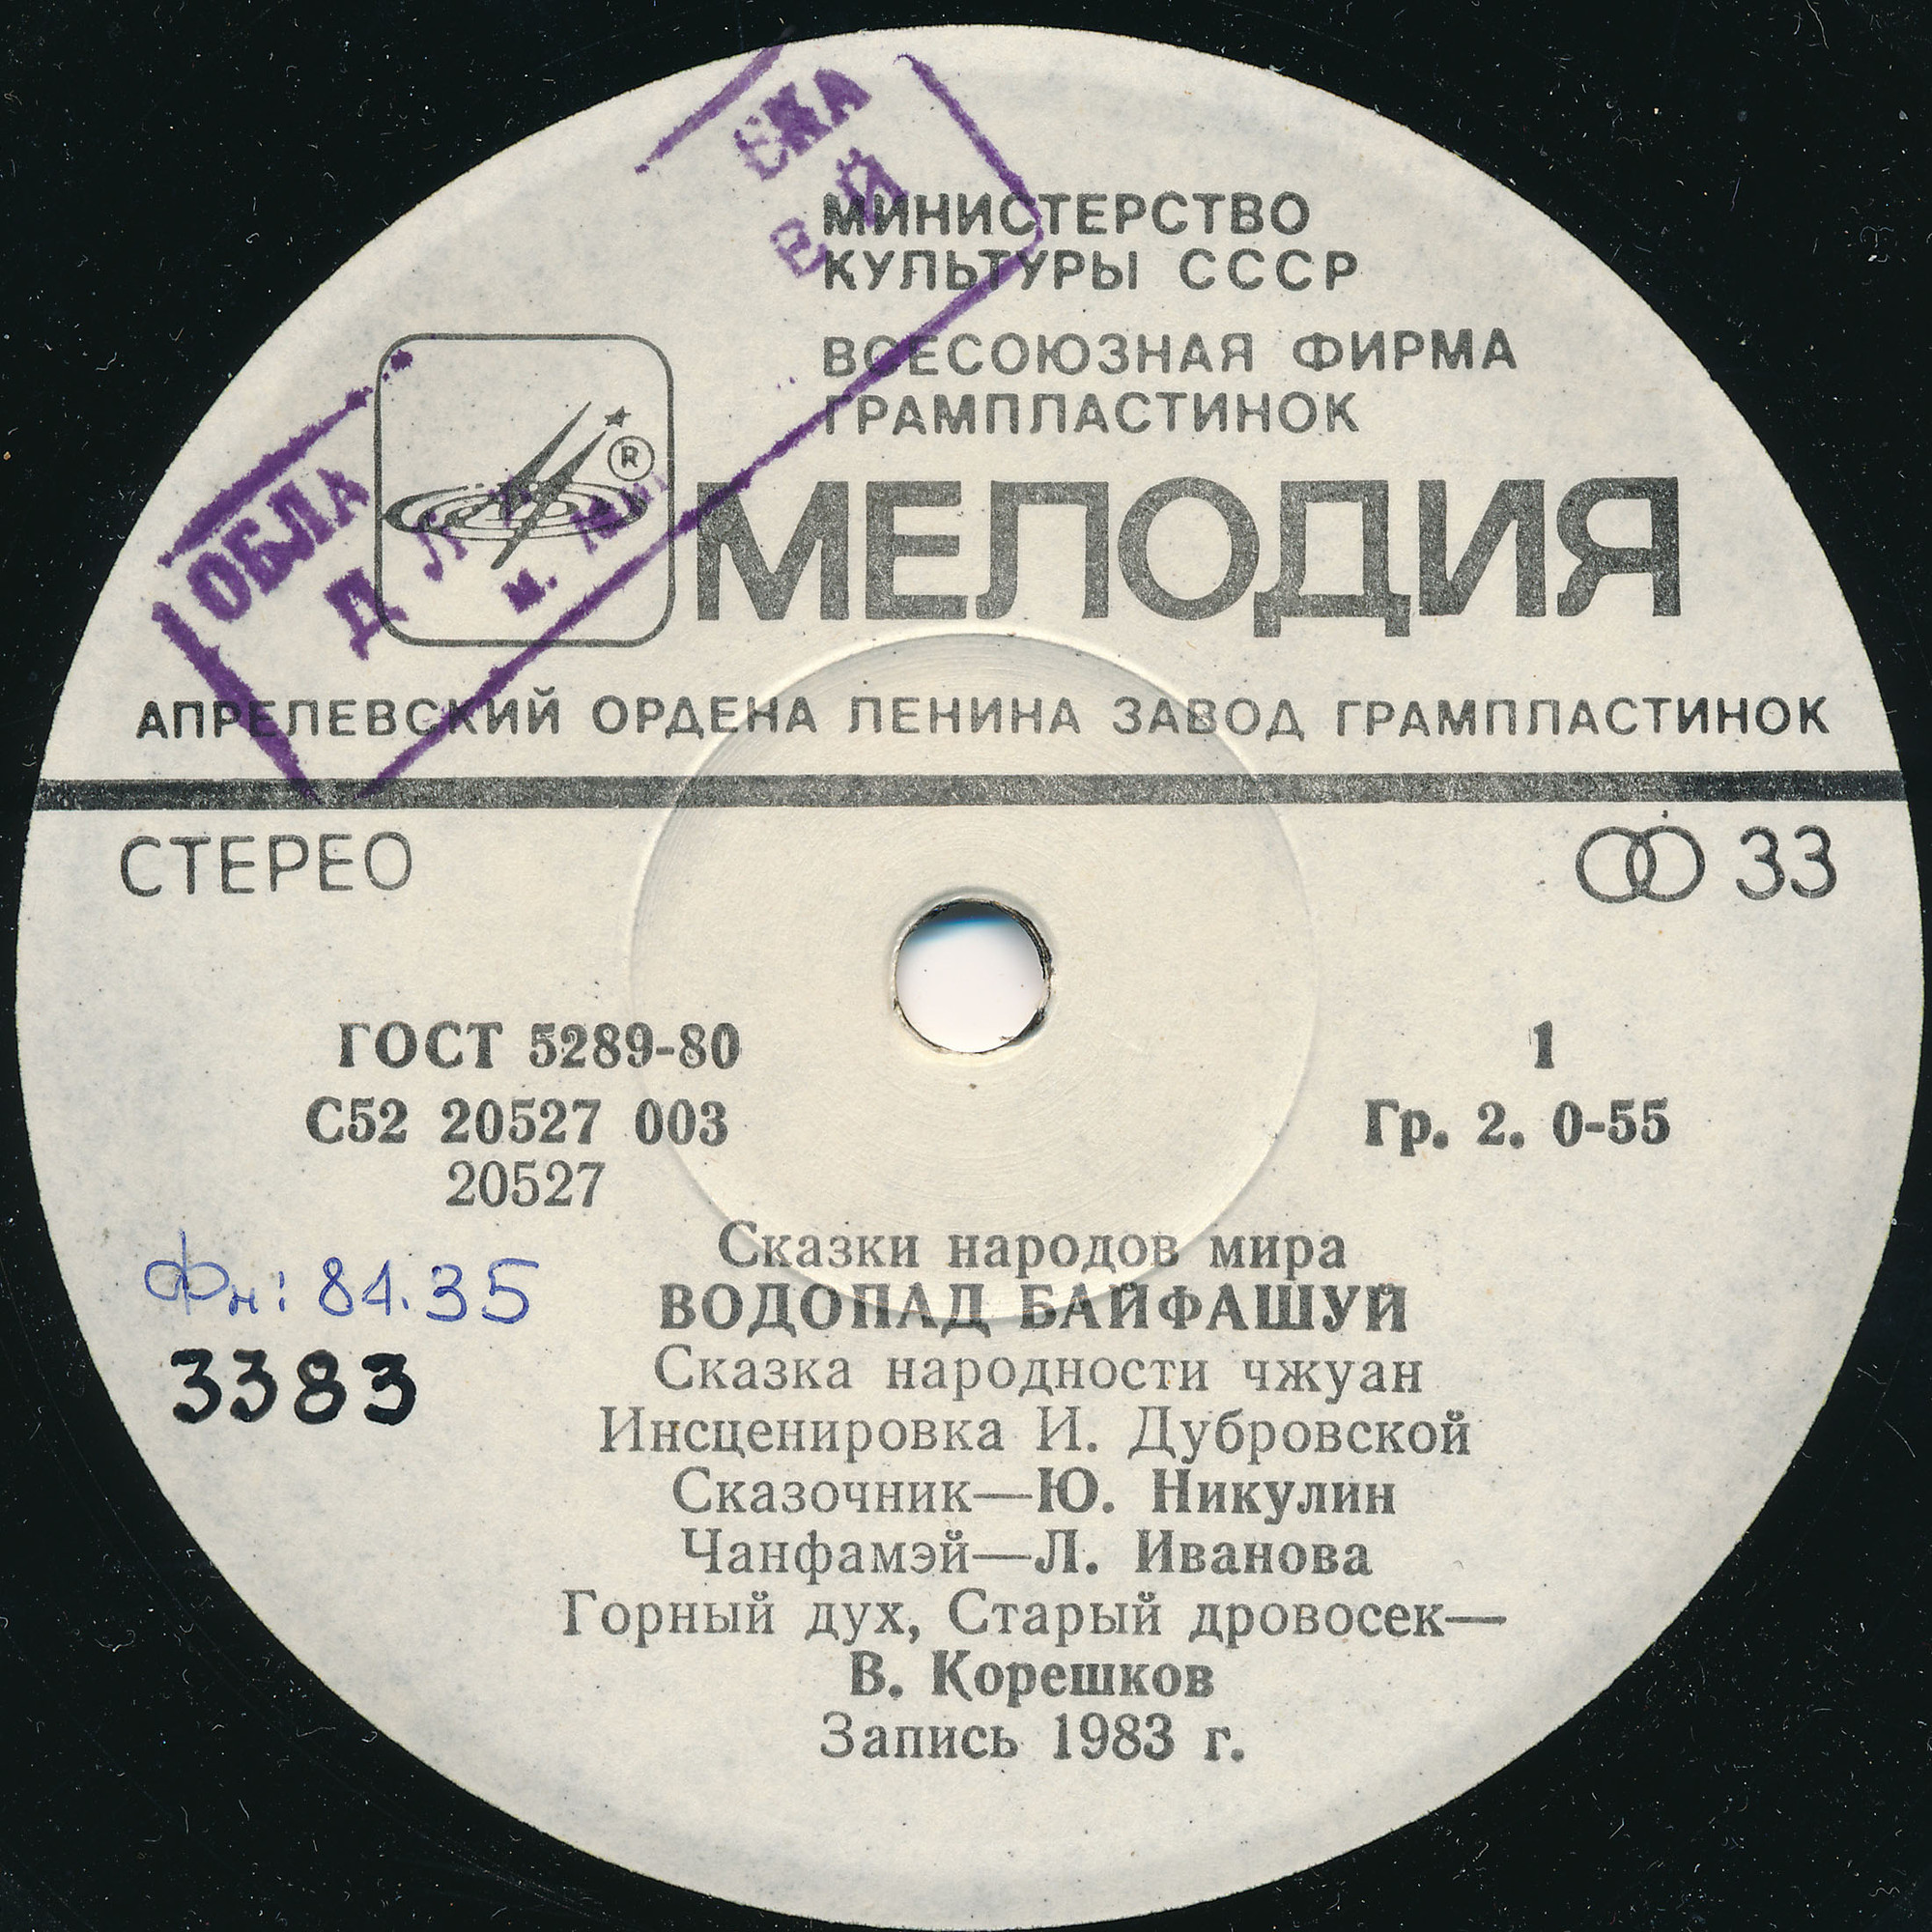 МИНИСТЕРСТВО
КУЛЬТУРЫ СССР
ВСЕСОЮЗНАЯ ФИРМА
ГРАМПЛАСТИНОК
R
МЕЛОДИЯ
АПРЕЛЕВСКИЙ ОРДЕНА ЛЕНИНА ЗАВОД ГРАМПЛАСТИНОК
СТЕРЕО
33
ГОСТ 5289-80
1
С52 20527 003
Гр. 2. 0-55
20527
Сказки народов мира
Фн: 84.35
ВОДОПАД БАЙФАШУЙ
3383
Сказка народности чжуан
Инсценировка И. Дубровской
Сказочник—Ю. Никулин
Чанфамэй—Л. Иванова
Горный дух, Старый дровосек—
В. Корешков
Запись 1983 г.